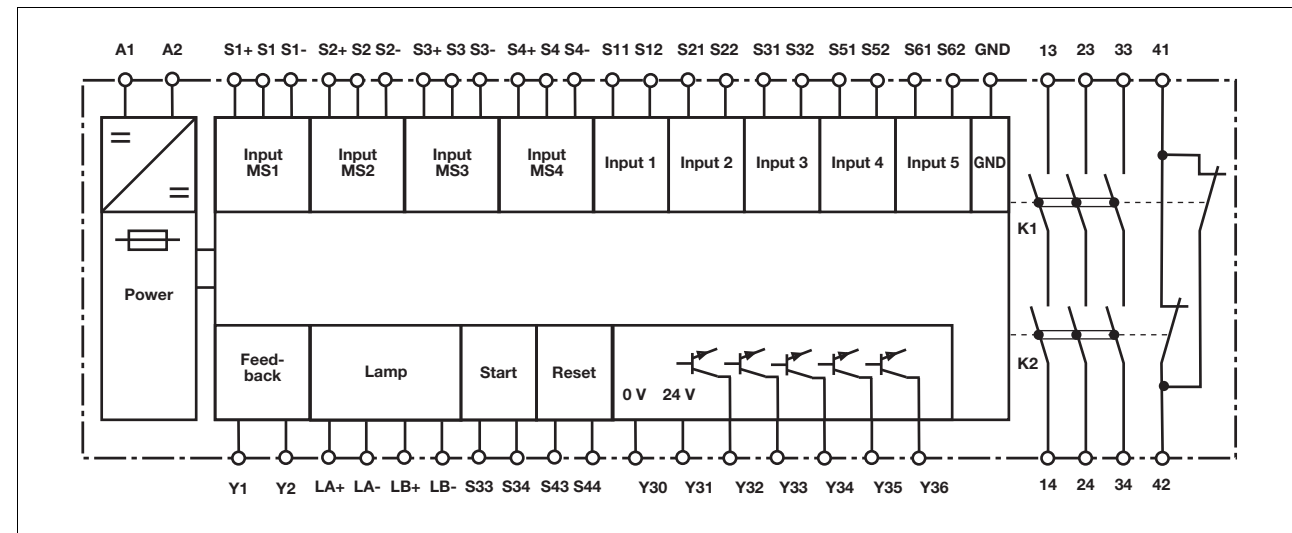 A1 A2 S1+ S1 S1- S2+ S2 S2- S3+ S3 S3- S4+ S4 S4- S11 S12 S21 S22 S31 S32 S51 S52 S61 S62 GND 13 23 33 41
Input MS1
Input MS2
Input MS3
Input MS4
Input 1
Input 2
Input 3
Input 4
Input 5
GND
K1
Power
Feed-
back
Lamp
Start
Reset
0 V 24 V
K2
Y1 Y2 LA+ LA- LB+ LB- S33 S34 S43 S44 Y30 Y31 Y32 Y33 Y34 Y35 Y36 14 24 34 42